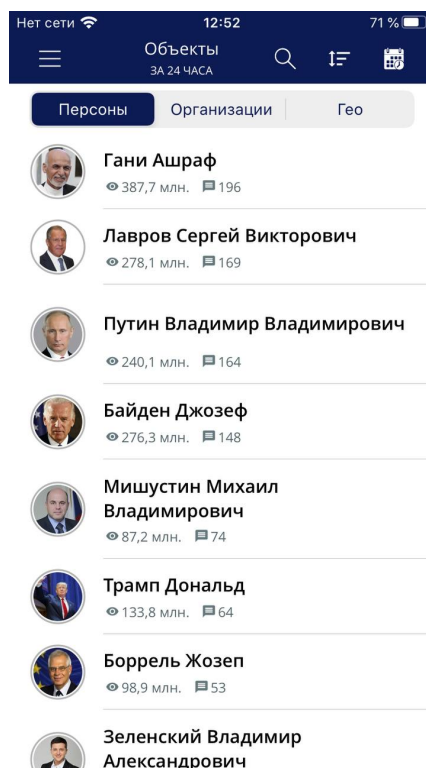 Нет сети 12:52 71 %
Объекты
ЗА 24 ЧАСА
Персоны Организации Гео
Гани Ашраф
387,7 млн. 196
Лавров Сергей Викторович
278,1 млн. 169
Путин Владимир Владимирович
240,1 млн. 164
Байден Джозеф
276,3 млн. 148
Мишустин Михаил
Владимирович
87,2 млн. 74
Трамп Дональд
133,8 млн. 64
Боррель Жозеп
98,9 млн. 53
Зеленский Владимир
Александрович